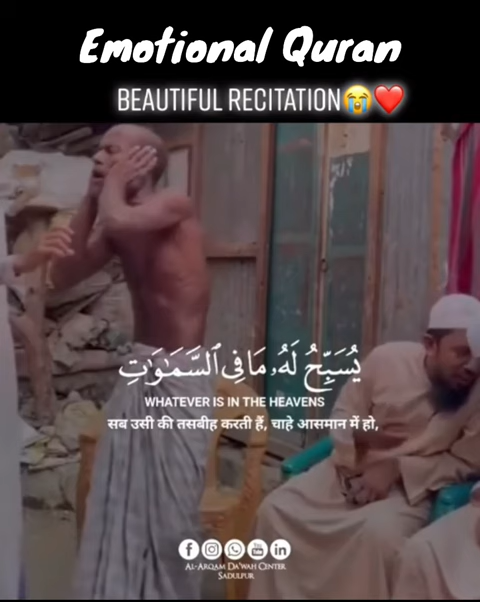 Emotional Quran
BEAUTIFUL RECITATION😭❤️
يُسَبِّحُ لَهُۥ مَا فِى ٱلسَّمَـٰوَٰتِ
WHATEVER IS IN THE HEAVENS
सब उसी की तसबीह करती हैं, चाहे आसमान में हो,
AL-ARQAM DA'WAH CENTER
SADULPUR